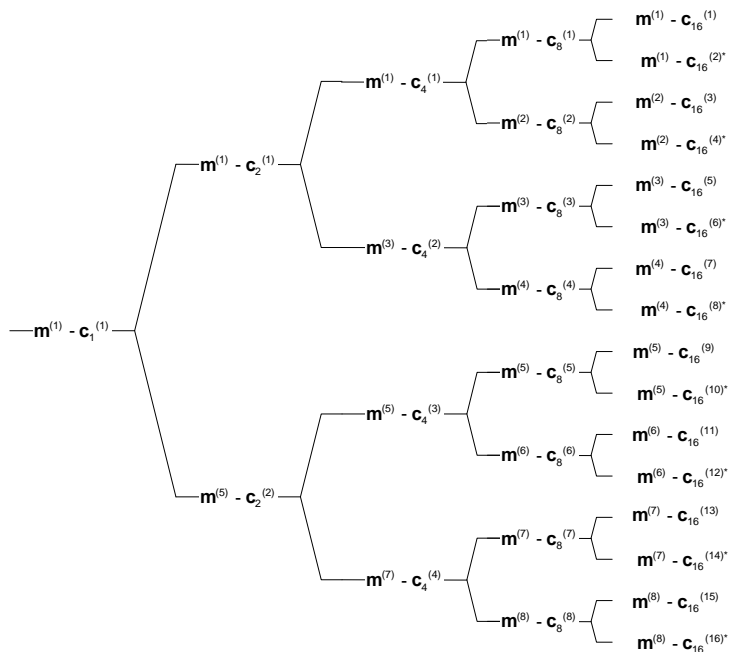 m(1) - c16(1)
m(1) - c8(1)
m(1) - c16(2)*
m(1) - c4(1)
m(2) - c16(3)
m(2) - c8(2)
m(2) - c16(4)*
m(1) - c2(1)
m(3) - c16(5)
m(3) - c8(3)
m(3) - c16(6)*
m(3) - c4(2)
m(4) - c16(7)
m(4) - c8(4)
m(4) - c16(8)*
m(1) - c1(1)
m(5) - c16(9)
m(5) - c8(5)
m(5) - c16(10)*
m(5) - c4(3)
m(6) - c16(11)
m(6) - c8(6)
m(6) - c16(12)*
m(5) - c2(2)
m(7) - c16(13)
m(7) - c8(7)
m(7) - c16(14)*
m(7) - c4(4)
m(8) - c16(15)
m(8) - c8(8)
m(8) - c16(16)*